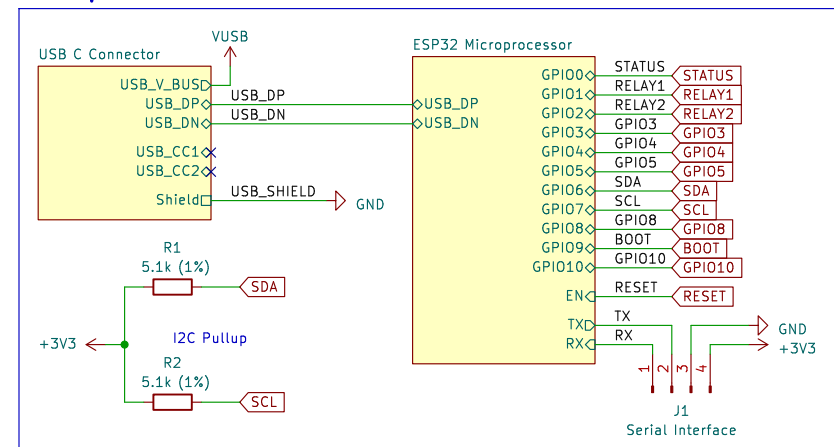 VUSB
USB C Connector
USB_V_BUS
USB_DP
USB_DN
USB_CC1
USB_CC2
Shield
USB_DP
USB_DN
USB_SHIELD
GND
ESP32 Microprocessor
USB_DP
USB_DN
GPIO0 STATUS STATUS
GPIO1 RELAY1 RELAY1
GPIO2 RELAY2 RELAY2
GPIO3 GPIO3 GPIO3
GPIO4 GPIO4 GPIO4
GPIO5 GPIO5 GPIO5
GPIO6 SDA SDA
GPIO7 SCL SCL
GPIO8 GPIO8 GPIO8
GPIO9 BOOT BOOT
GPIO10 GPIO10 GPIO10
EN RESET RESET
TX TX
RX RX
GND
+3V3
1 2 3 4
J1
Serial Interface
R1
5.1k (1%)
SDA
+3V3
I2C Pullup
R2
5.1k (1%)
SCL